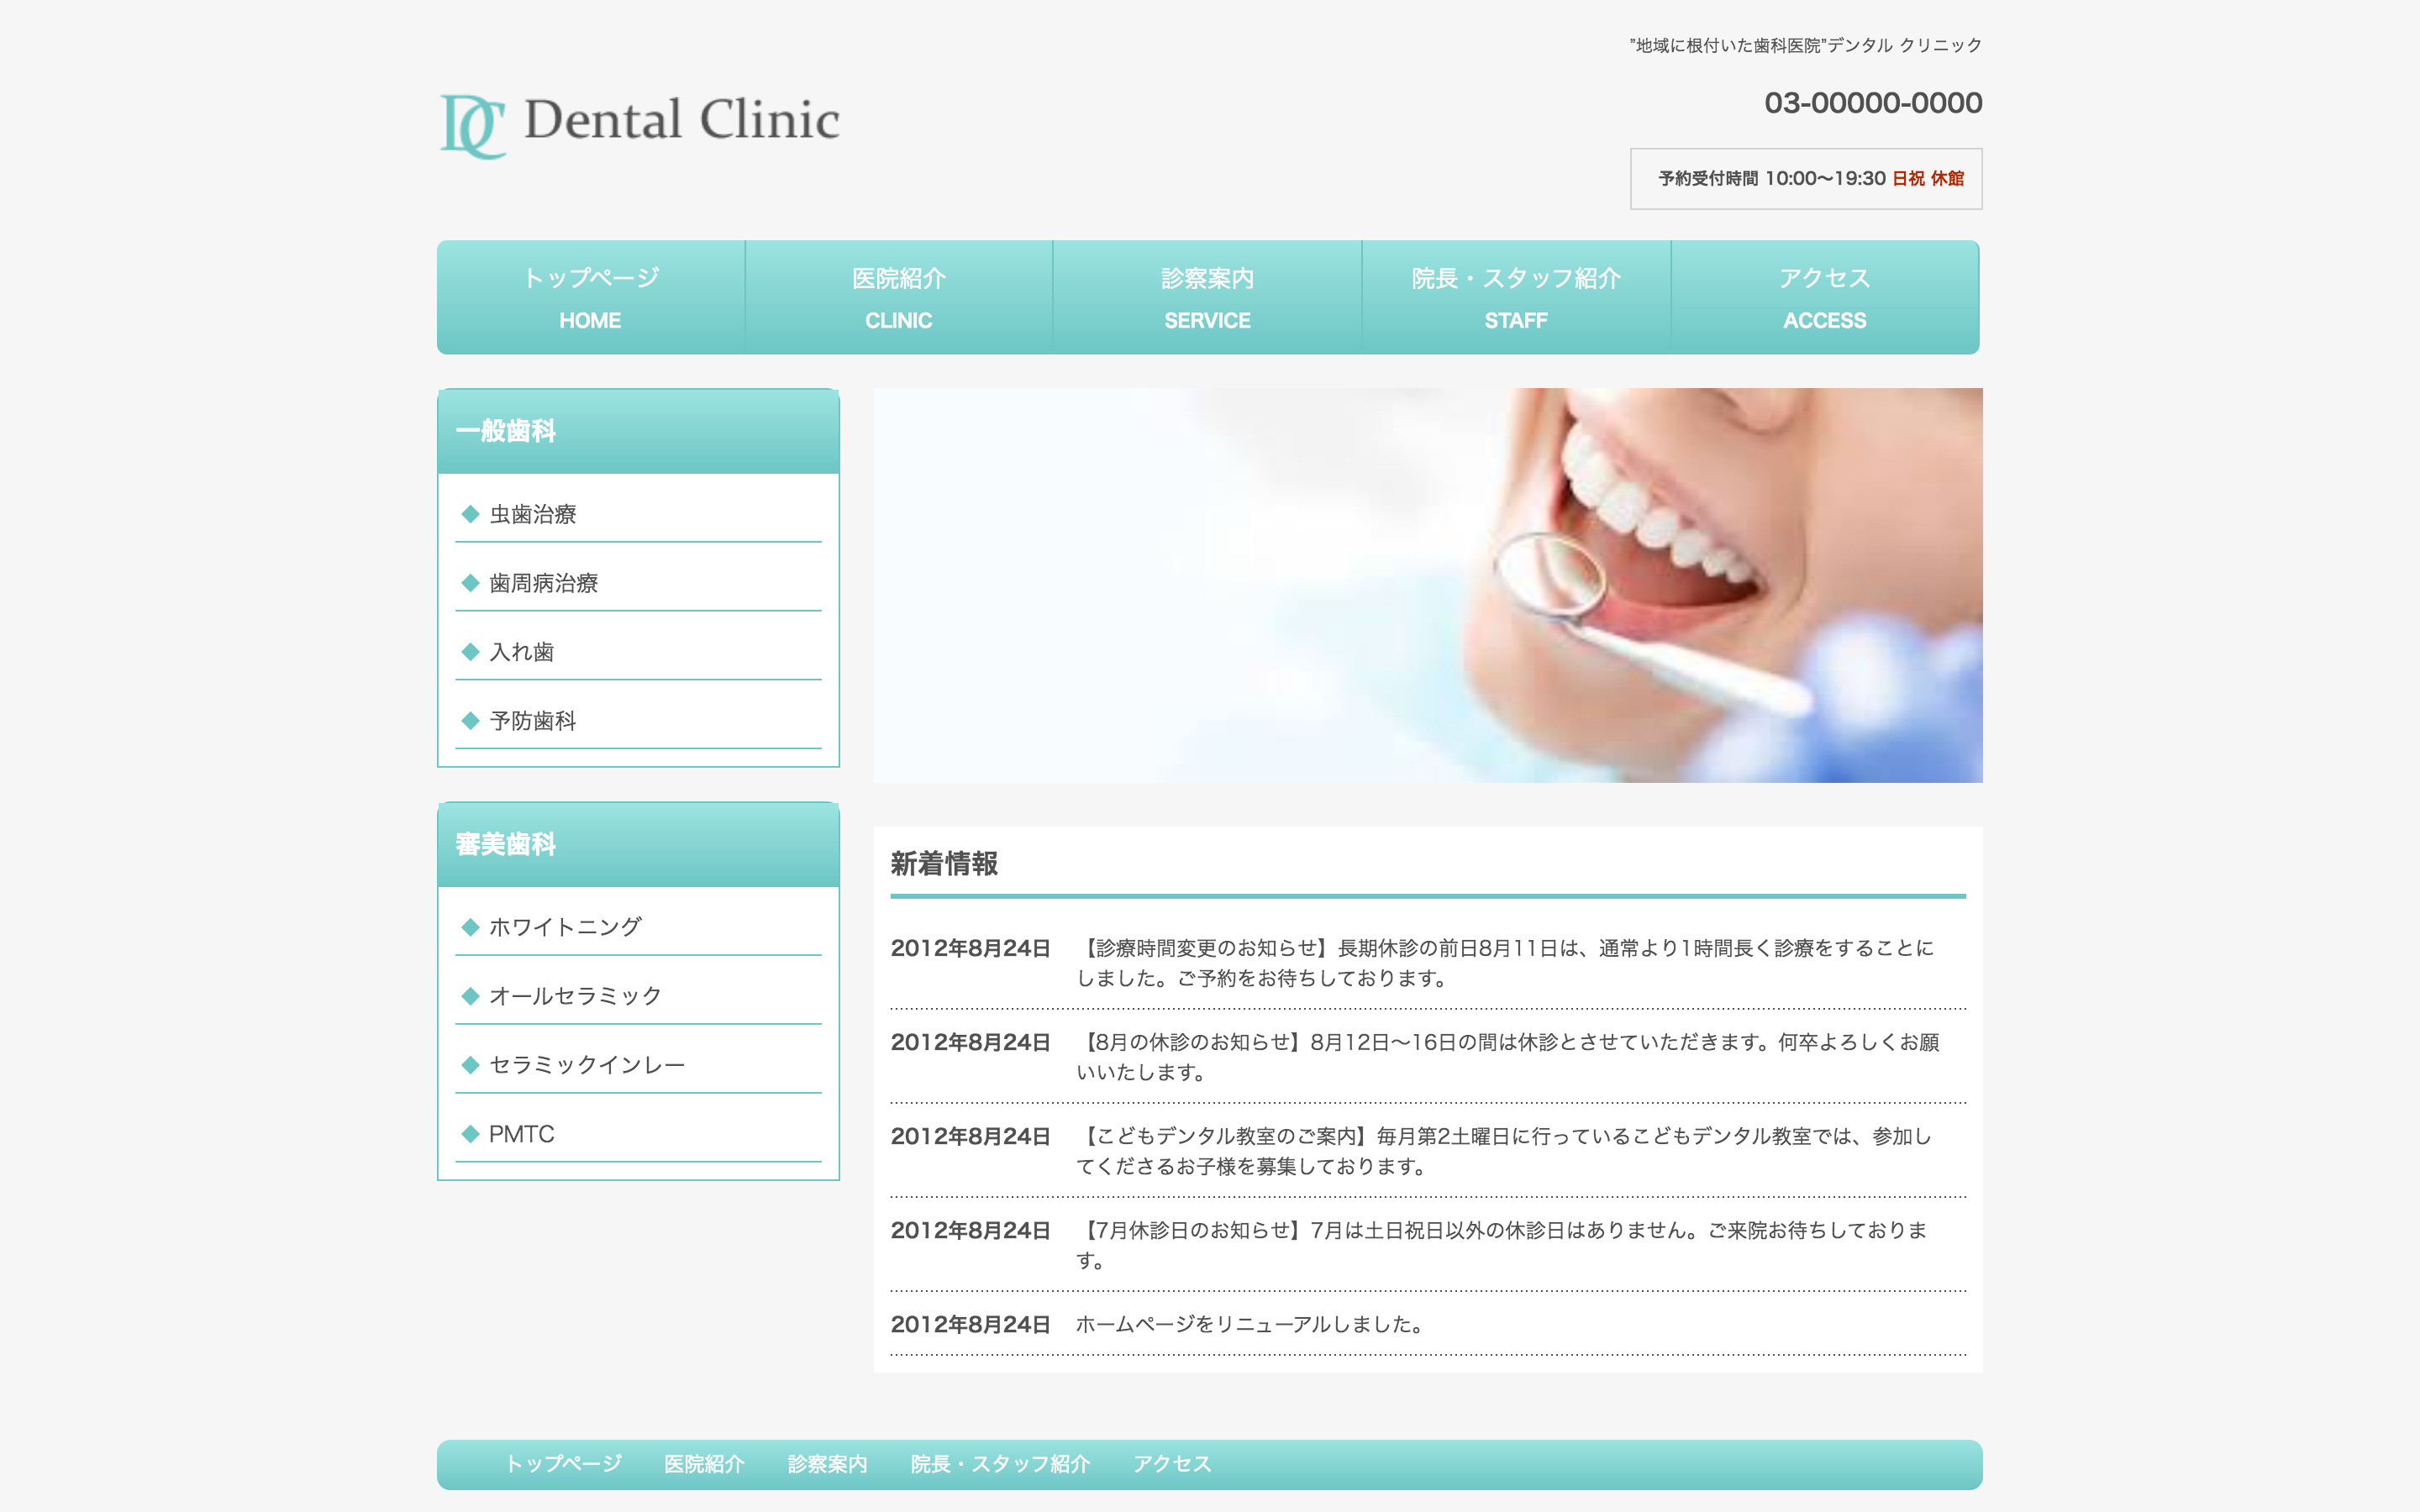 ”地域に根付いた歯科医院”デンタル クリニック
DC Dental Clinic
03-00000-0000
予約受付時間 10:00〜19:30 日祝 休館
トップページ
HOME
医院紹介
CLINIC
診察案内
SERVICE
院長・スタッフ紹介
STAFF
アクセス
ACCESS
一般歯科
虫歯治療
歯周病治療
入れ歯
予防歯科
審美歯科
ホワイトニング
オールセラミック
セラミックインレー
PMTC
新着情報
2012年8月24日 【診療時間変更のお知らせ】長期休診の前日8月11日は、通常より1時間長く診療をすることに
しました。ご予約をお待ちしております。
2012年8月24日 【8月の休診のお知らせ】8月12日〜16日の間は休診とさせていただきます。何卒よろしくお願
いいたします。
2012年8月24日 【こどもデンタル教室のご案内】毎月第2土曜日に行っているこどもデンタル教室では、参加し
てくださるお子様を募集しております。
2012年8月24日 【7月休診日のお知らせ】7月は土日祝日以外の休診日はありません。ご来院お待ちしておりま
す。
2012年8月24日 ホームページをリニューアルしました。
トップページ 医院紹介 診察案内 院長・スタッフ紹介 アクセス